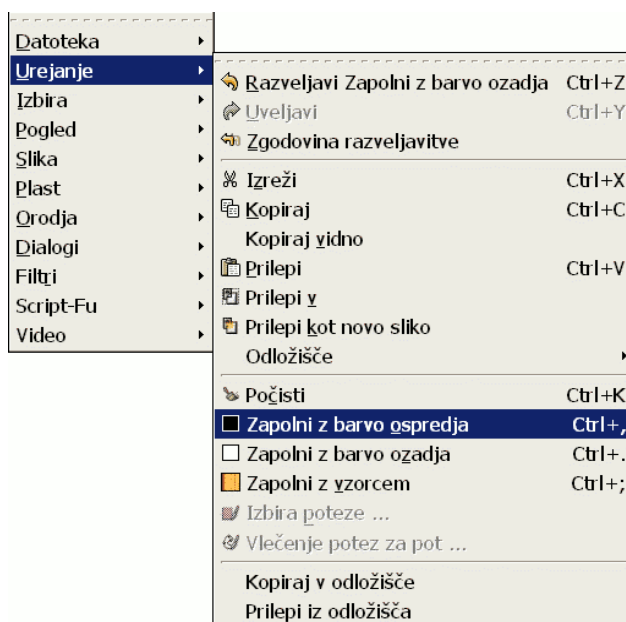 Datoteka
Urejanje
Izbira
Pogled
Slika
Plast
Orodja
Dialogi
Filtri
Script-Fu
Video
Razveljavi Zapolni z barvo ozadja Ctrl+Z
Uveljavi Ctrl+Y
Zgodovina razveljavitve
Izreži Ctrl+X
Kopiraj Ctrl+C
Kopiraj vidno
Prilepi Ctrl+V
Prilepi v
Prilepi kot novo sliko
Odložišče
Počisti Ctrl+K
Zapolni z barvo ospredja Ctrl+,
Zapolni z barvo ozadja Ctrl+.
Zapolni z vzorcem Ctrl+;
Izbira poteze ...
Vlečenje potez za pot ...
Kopiraj v odložišče
Prilepi iz odložišča